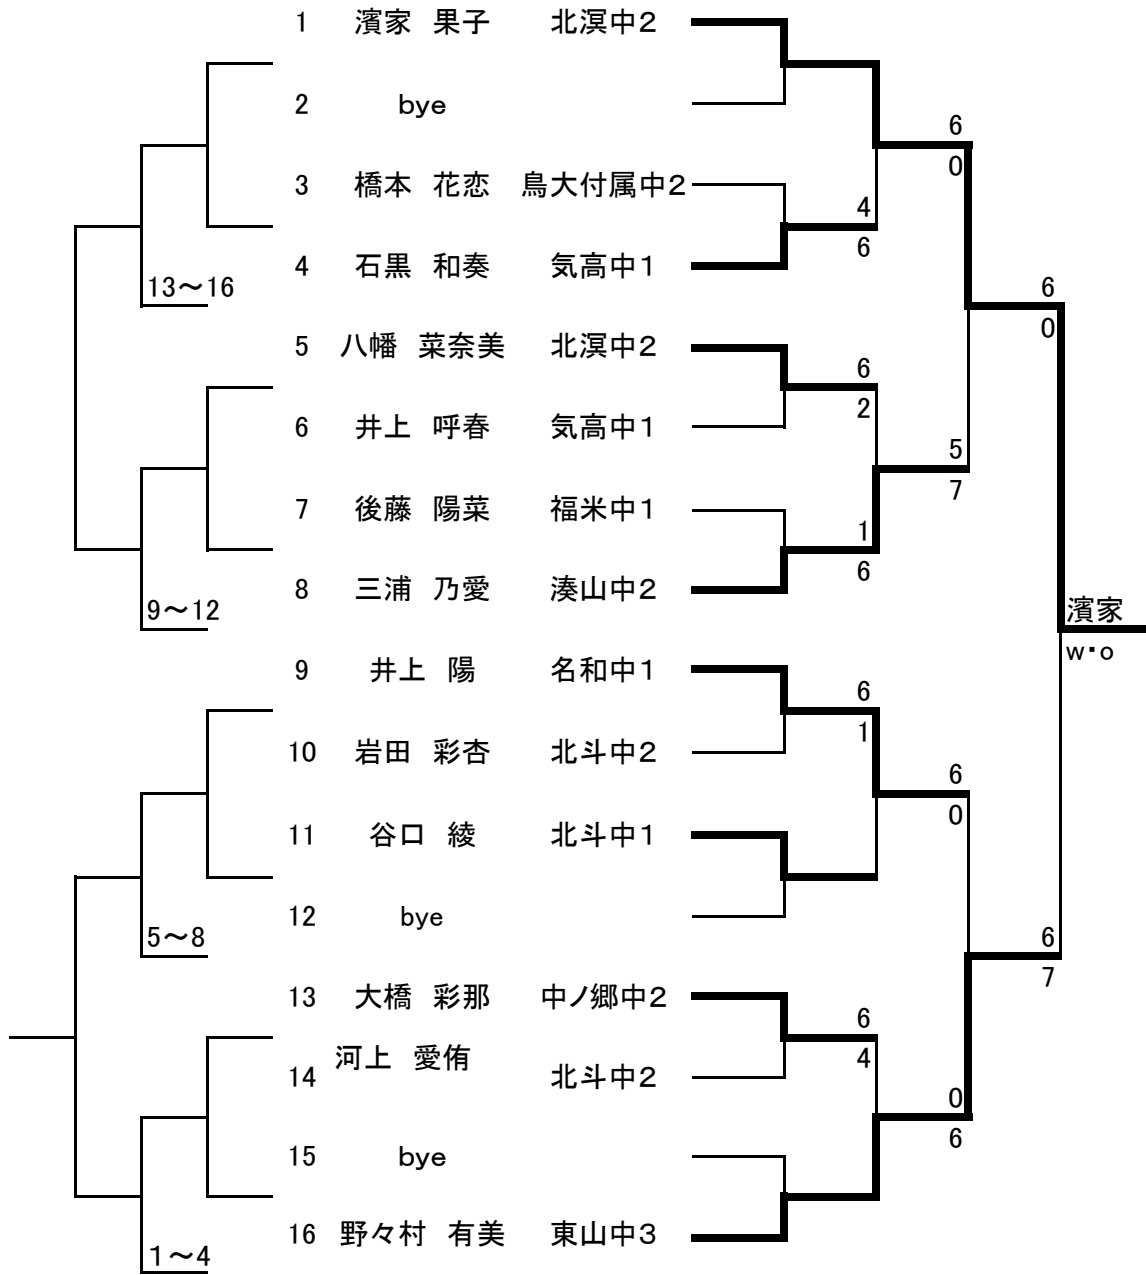 1 濱家 果子 北溟中2
2 bye
6
0
3 橋本 花恋 鳥大付属中2
4
6
4 石黒 和奏 気高中1
13～16
6
0
5 八幡 菜奈美 北溟中2
6
2
6 井上 呼春 気高中1
5
7
7 後藤 陽菜 福米中1
1
6
8 三浦 乃愛 湊山中2
9～12
濱家
w・o
9 井上 陽 名和中1
6
1
10 岩田 彩杏 北斗中2
6
0
11 谷口 綾 北斗中1
12 bye
5～8
6
7
13 大橋 彩那 中ノ郷中2
6
4
14 河上 愛侑 北斗中2
0
6
15 bye
16 野々村 有美 東山中3
1～4